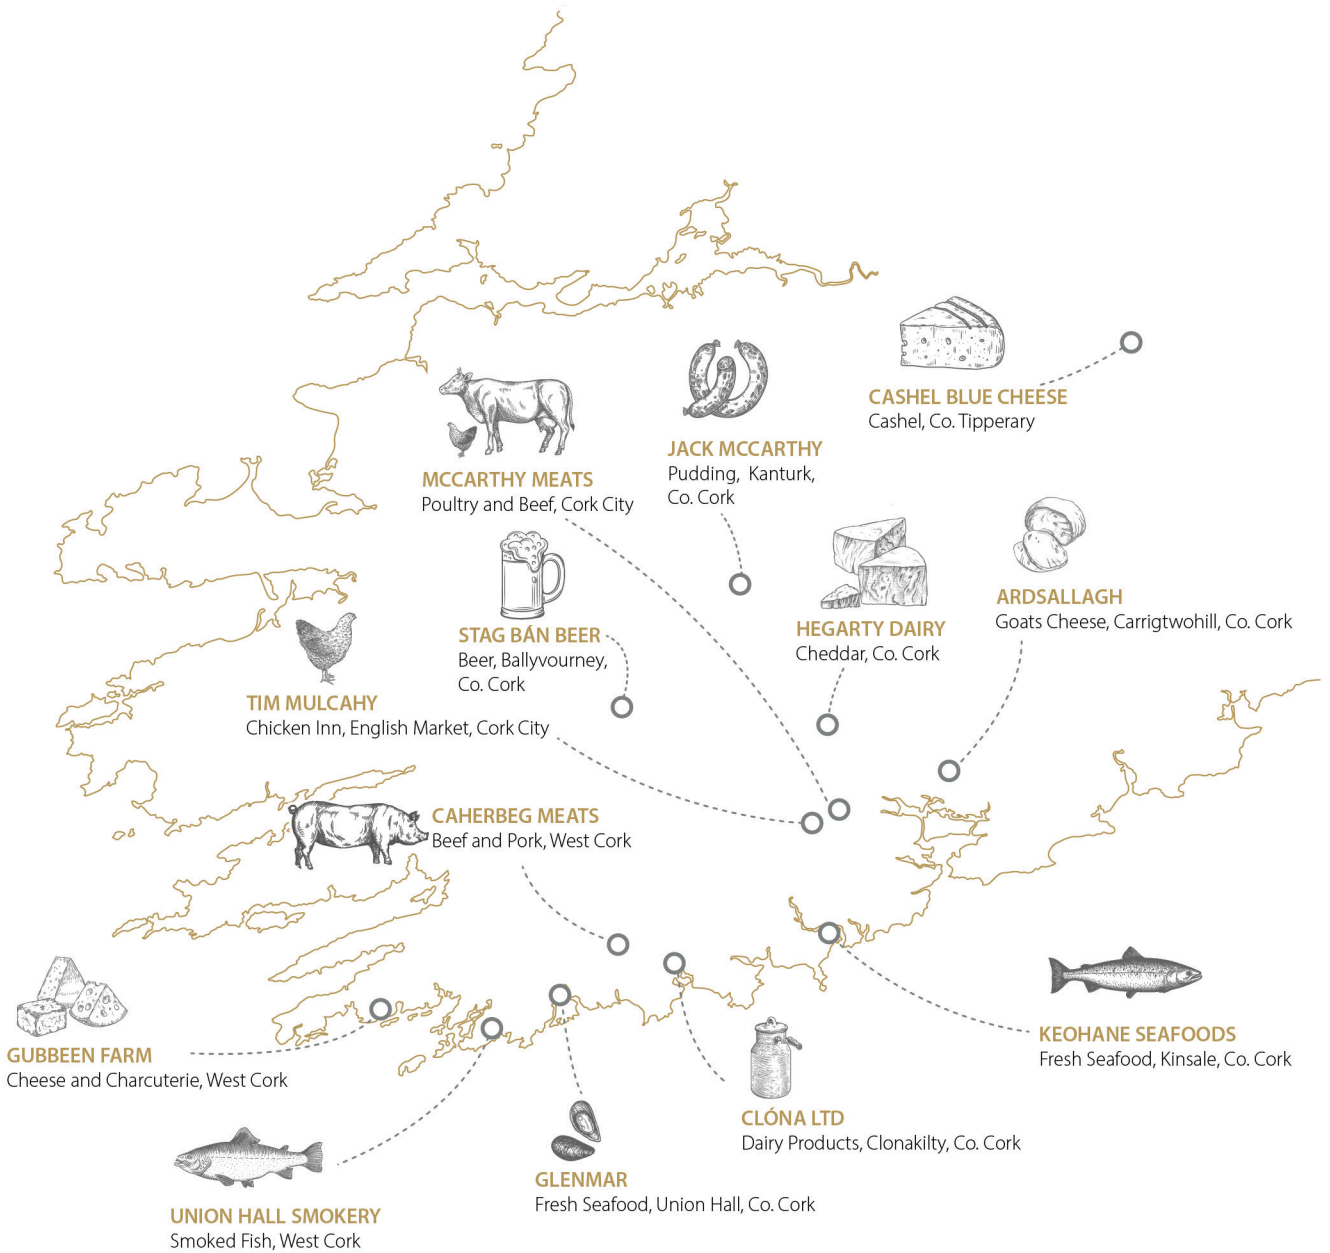 CASHEL BLUE CHEESE
Cashel, Co. Tipperary
JACK MCCARTHY
Pudding, Kanturk,
Co. Cork
MCCARTHY MEATS
Poultry and Beef, Cork City
ARDSALLAGH
Goats Cheese, Carrigtwohill, Co. Cork
HEGARTY DAIRY
Cheddar, Co. Cork
STAG BÁN BEER
Beer, Ballyvourney,
Co. Cork
TIM MULCAHY
Chicken Inn, English Market, Cork City
CAHERBEG MEATS
Beef and Pork, West Cork
KEOHANE SEAFOODS
Fresh Seafood, Kinsale, Co. Cork
GUBBEEN FARM
Cheese and Charcuterie, West Cork
CLÓNA LTD
Dairy Products, Clonakilty, Co. Cork
GLENMAR
Fresh Seafood, Union Hall, Co. Cork
UNION HALL SMOKERY
Smoked Fish, West Cork